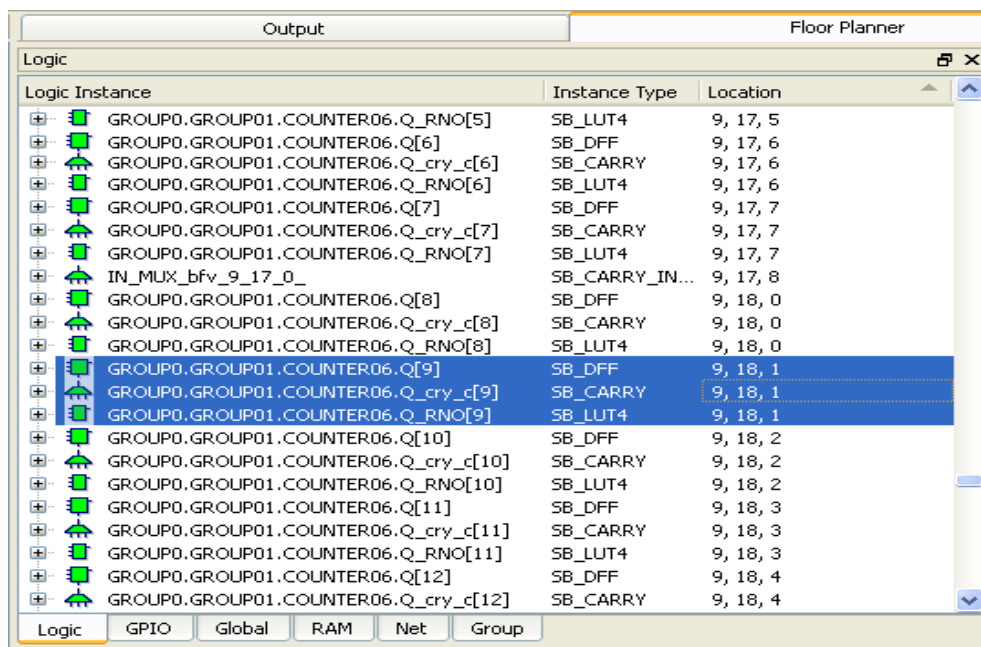 Output Floor Planner
Logic
Logic Instance Instance Type Location
GROUP0.GROUP01.COUNTER06.Q_RNO[5] SB_LUT4 9, 17, 5
GROUP0.GROUP01.COUNTER06.Q[6] SB_DFF 9, 17, 6
GROUP0.GROUP01.COUNTER06.Q_cry_c[6] SB_CARRY 9, 17, 6
GROUP0.GROUP01.COUNTER06.Q_RNO[6] SB_LUT4 9, 17, 6
GROUP0.GROUP01.COUNTER06.Q[7] SB_DFF 9, 17, 7
GROUP0.GROUP01.COUNTER06.Q_cry_c[7] SB_CARRY 9, 17, 7
GROUP0.GROUP01.COUNTER06.Q_RNO[7] SB_LUT4 9, 17, 7
IN_MUX_bfv_9_17_0_ SB_CARRY_IN... 9, 17, 8
GROUP0.GROUP01.COUNTER06.Q[8] SB_DFF 9, 18, 0
GROUP0.GROUP01.COUNTER06.Q_cry_c[8] SB_CARRY 9, 18, 0
GROUP0.GROUP01.COUNTER06.Q_RNO[8] SB_LUT4 9, 18, 0
GROUP0.GROUP01.COUNTER06.Q[9] SB_DFF 9, 18, 1
GROUP0.GROUP01.COUNTER06.Q_cry_c[9] SB_CARRY 9, 18, 1
GROUP0.GROUP01.COUNTER06.Q_RNO[9] SB_LUT4 9, 18, 1
GROUP0.GROUP01.COUNTER06.Q[10] SB_DFF 9, 18, 2
GROUP0.GROUP01.COUNTER06.Q_cry_c[10] SB_CARRY 9, 18, 2
GROUP0.GROUP01.COUNTER06.Q_RNO[10] SB_LUT4 9, 18, 2
GROUP0.GROUP01.COUNTER06.Q[11] SB_DFF 9, 18, 3
GROUP0.GROUP01.COUNTER06.Q_cry_c[11] SB_CARRY 9, 18, 3
GROUP0.GROUP01.COUNTER06.Q_RNO[11] SB_LUT4 9, 18, 3
GROUP0.GROUP01.COUNTER06.Q[12] SB_DFF 9, 18, 4
GROUP0.GROUP01.COUNTER06.Q_cry_c[12] SB_CARRY 9, 18, 4
Logic GPIO Global RAM Net Group